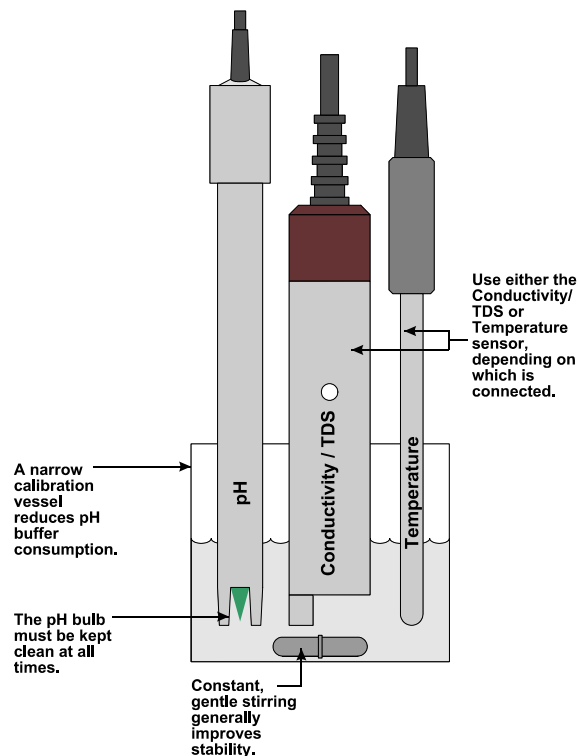 Use either the
Conductivity/
TDS or
Temperature
sensor,
depending on
which is
connected.
pH
Conductivity / TDS
Temperature
A narrow
calibration
vessel
reduces pH
buffer
consumption.
The pH bulb
must be kept
clean at all
times.
Constant,
gentle stirring
generally
improves
stability.